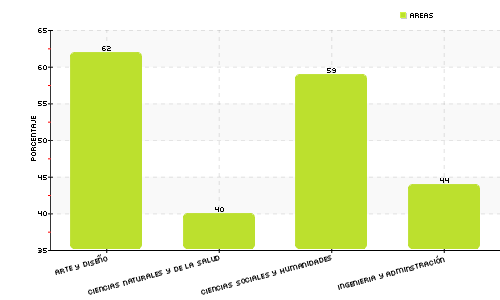 AREAS
65
60
55
50
45
40
35
PORCENTAJE
62
40
59
44
ARTE Y DISEÑO
CIENCIAS NATURALES Y DE LA SALUD
CIENCIAS SOCIALES Y HUMANIDADES
INGENIERIA Y ADMINISTRACIÓN